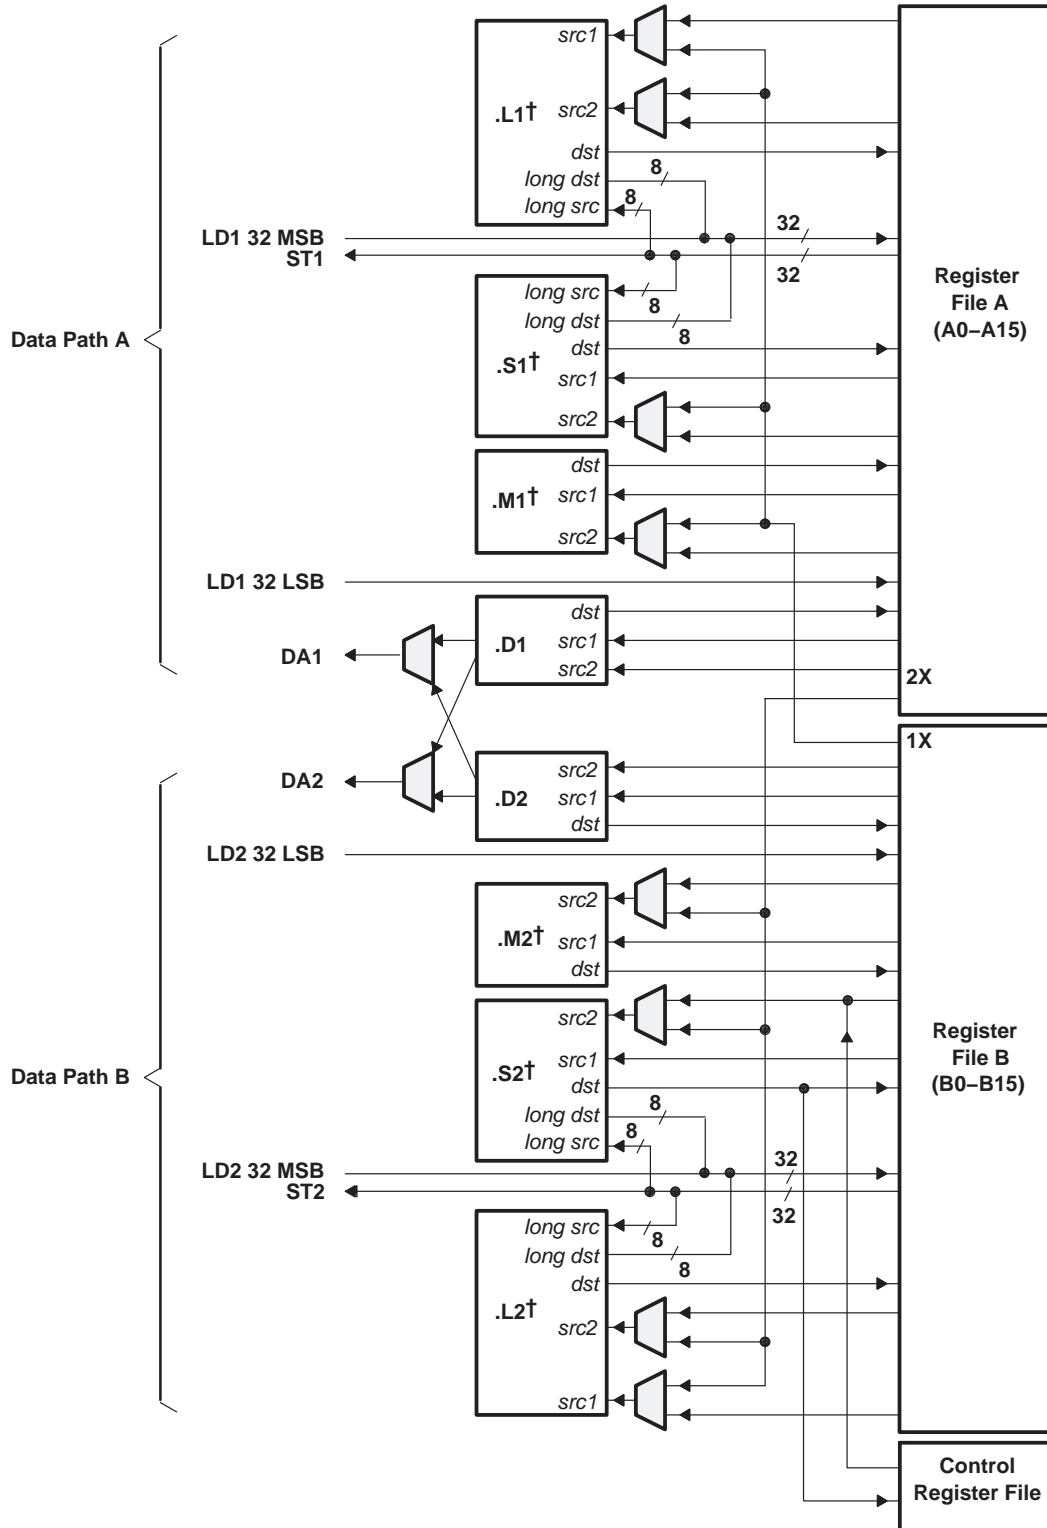 src1
.L1†
src2
dst
8
long dst
8
long src
LD1 32 MSB
32
ST1
32
Register
File A
(A0–A15)
long src
8
long dst
8
Data Path A
dst
.S1†
src1
src2
dst
src1
.M1†
src2
LD1 32 LSB
dst
.D1
src1
DA1
src2
2X
1X
DA2
src2
.D2
src1
dst
LD2 32 LSB
src2
.M2†
src1
dst
src2
Register
File B
(B0–B15)
src1
.S2†
Data Path B
dst
8
long dst
8
long src
LD2 32 MSB
32
ST2
32
long src
8
long dst
8
dst
.L2†
src2
src1
Control
Register File